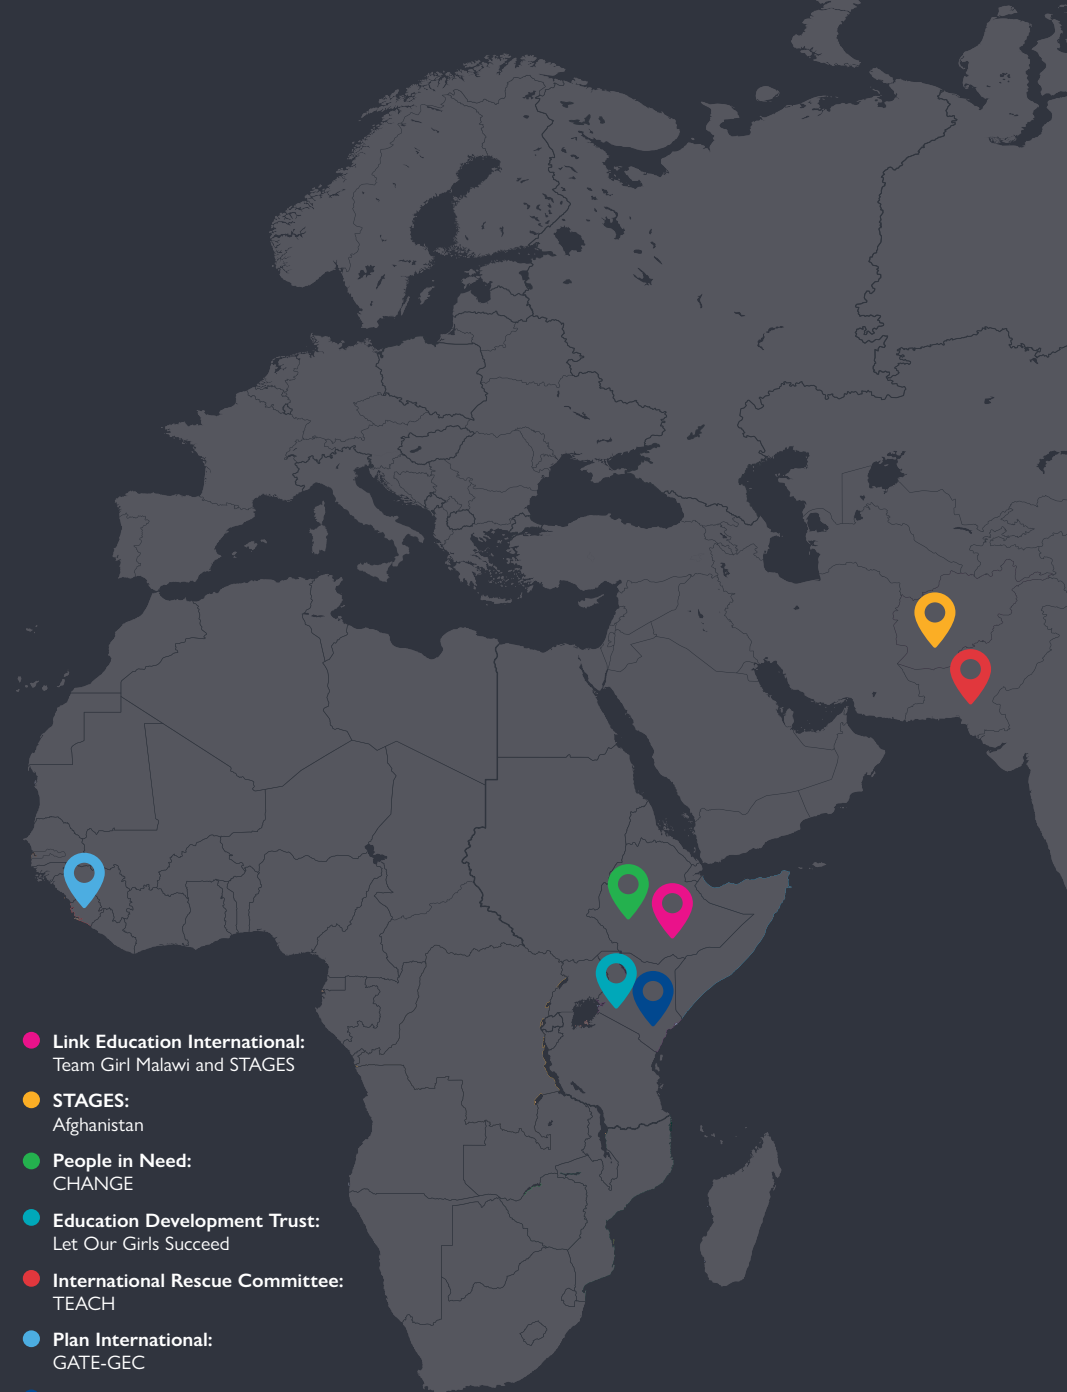 Link Education International:
Team Girl Malawi and STAGES
STAGES:
Afghanistan
People in Need:
CHANGE
Education Development Trust:
Let Our Girls Succeed
International Rescue Committee:
TEACH
Plan International:
GATE-GEC